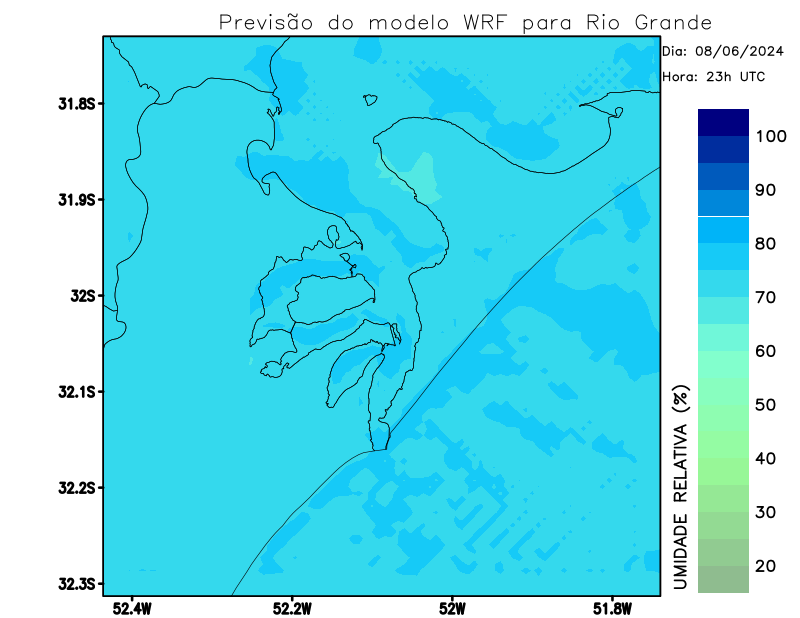 Previsão do modelo WRF para Rio Grande
Dia: 08/06/2024
Hora: 23h UTC
31.8S
31.9S
32S
32.1S
32.2S
32.3S
52.4W
52.2W
52W
51.8W
100
90
80
70
60
50
40
30
20
UMIDADE RELATIVA (%)